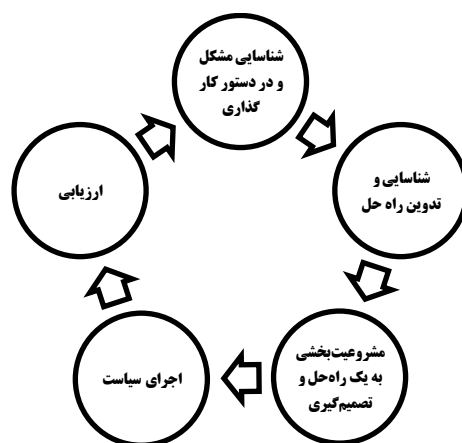 شناسایی مشکل
و در دستور کار
گذاری
شناسایی و
تدوین راه حل
مشروعیت‌بخشی
به یک راه‌حل و
تصمیم‌گیری
اجرای سیاست
ارزیابی